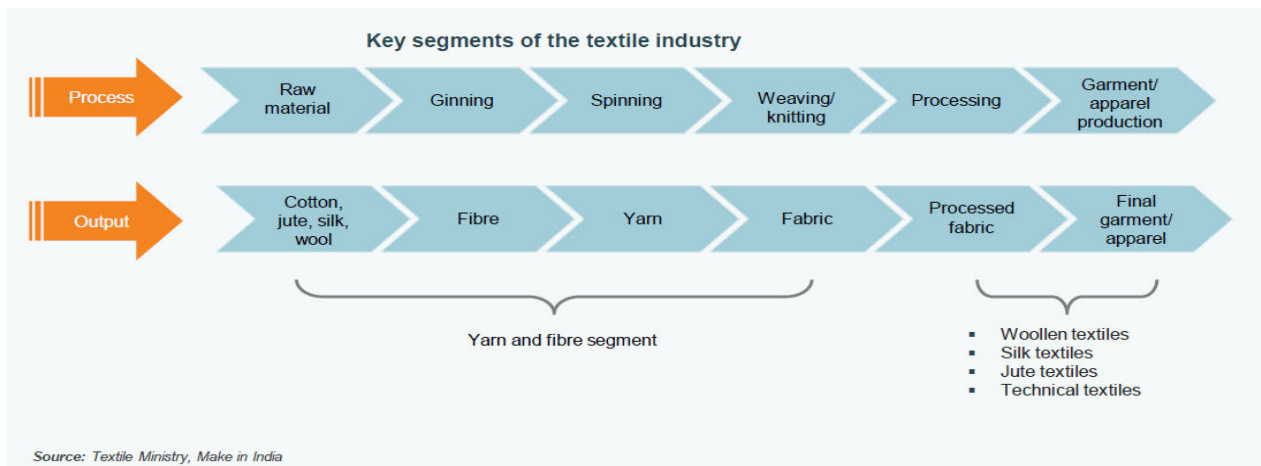 Key segments of the textile industry
Process
Raw
material
Ginning
Spinning
Weaving/
knitting
Processing
Garment/
apparel
production
Output
Cotton,
jute, silk,
wool
Fibre
Yarn
Fabric
Processed
fabric
Final
garment/
apparel
Yarn and fibre segment
▪ Woollen textiles
▪ Silk textiles
▪ Jute textiles
▪ Technical textiles
Source: Textile Ministry, Make in India